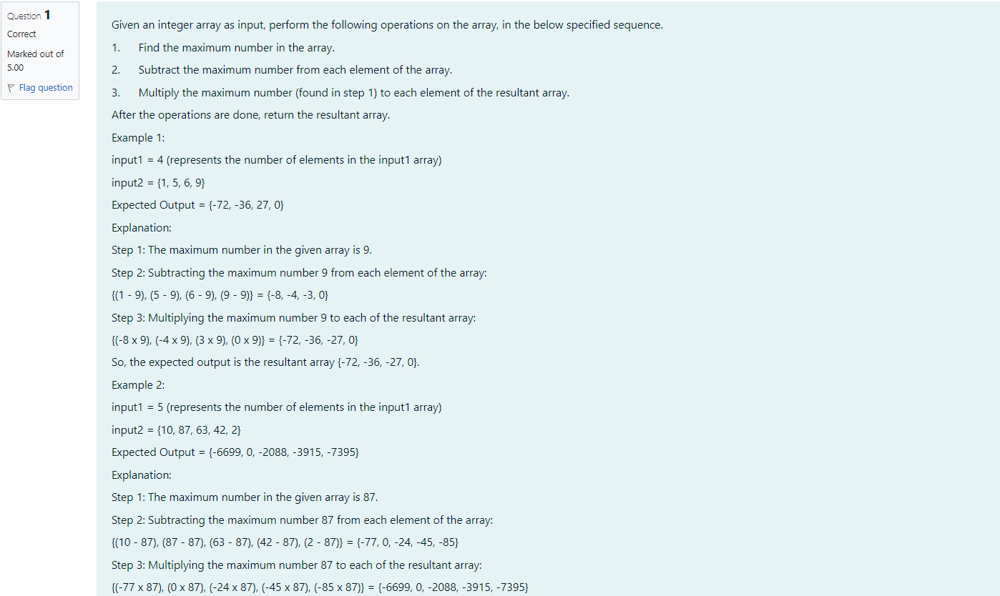 Question 1
Correct
Marked out of
5.00
Flag question
Given an integer array as input, perform the following operations on the array, in the below specified sequence.
1. Find the maximum number in the array.
2. Subtract the maximum number from each element of the array.
3. Multiply the maximum number (found in step 1) to each element of the resultant array.
After the operations are done, return the resultant array.
Example 1:
input1 = 4 (represents the number of elements in the input1 array)
input2 = {1, 5, 6, 9}
Expected Output = {-72, -36, 27, 0}
Explanation:
Step 1: The maximum number in the given array is 9.
Step 2: Subtracting the maximum number 9 from each element of the array:
{(1 - 9), (5 - 9), (6 - 9), (9 - 9)} = {-8, -4, -3, 0}
Step 3: Multiplying the maximum number 9 to each of the resultant array:
{(-8 x 9), (-4 x 9), (3 x 9), (0 x 9)} = {-72, -36, -27, 0}
So, the expected output is the resultant array {-72, -36, -27, 0}.
Example 2:
input1 = 5 (represents the number of elements in the input1 array)
input2 = {10, 87, 63, 42, 2}
Expected Output = {-6699, 0, -2088, -3915, -7395}
Explanation:
Step 1: The maximum number in the given array is 87.
Step 2: Subtracting the maximum number 87 from each element of the array:
{(10 - 87), (87 - 87), (63 - 87), (42 - 87), (2 - 87)} = {-77, 0, -24, -45, -85}
Step 3: Multiplying the maximum number 87 to each of the resultant array:
{(-77 x 87), (0 x 87), (-24 x 87), (-45 x 87), (-85 x 87)} = {-6699, 0, -2088, -3915, -7395}